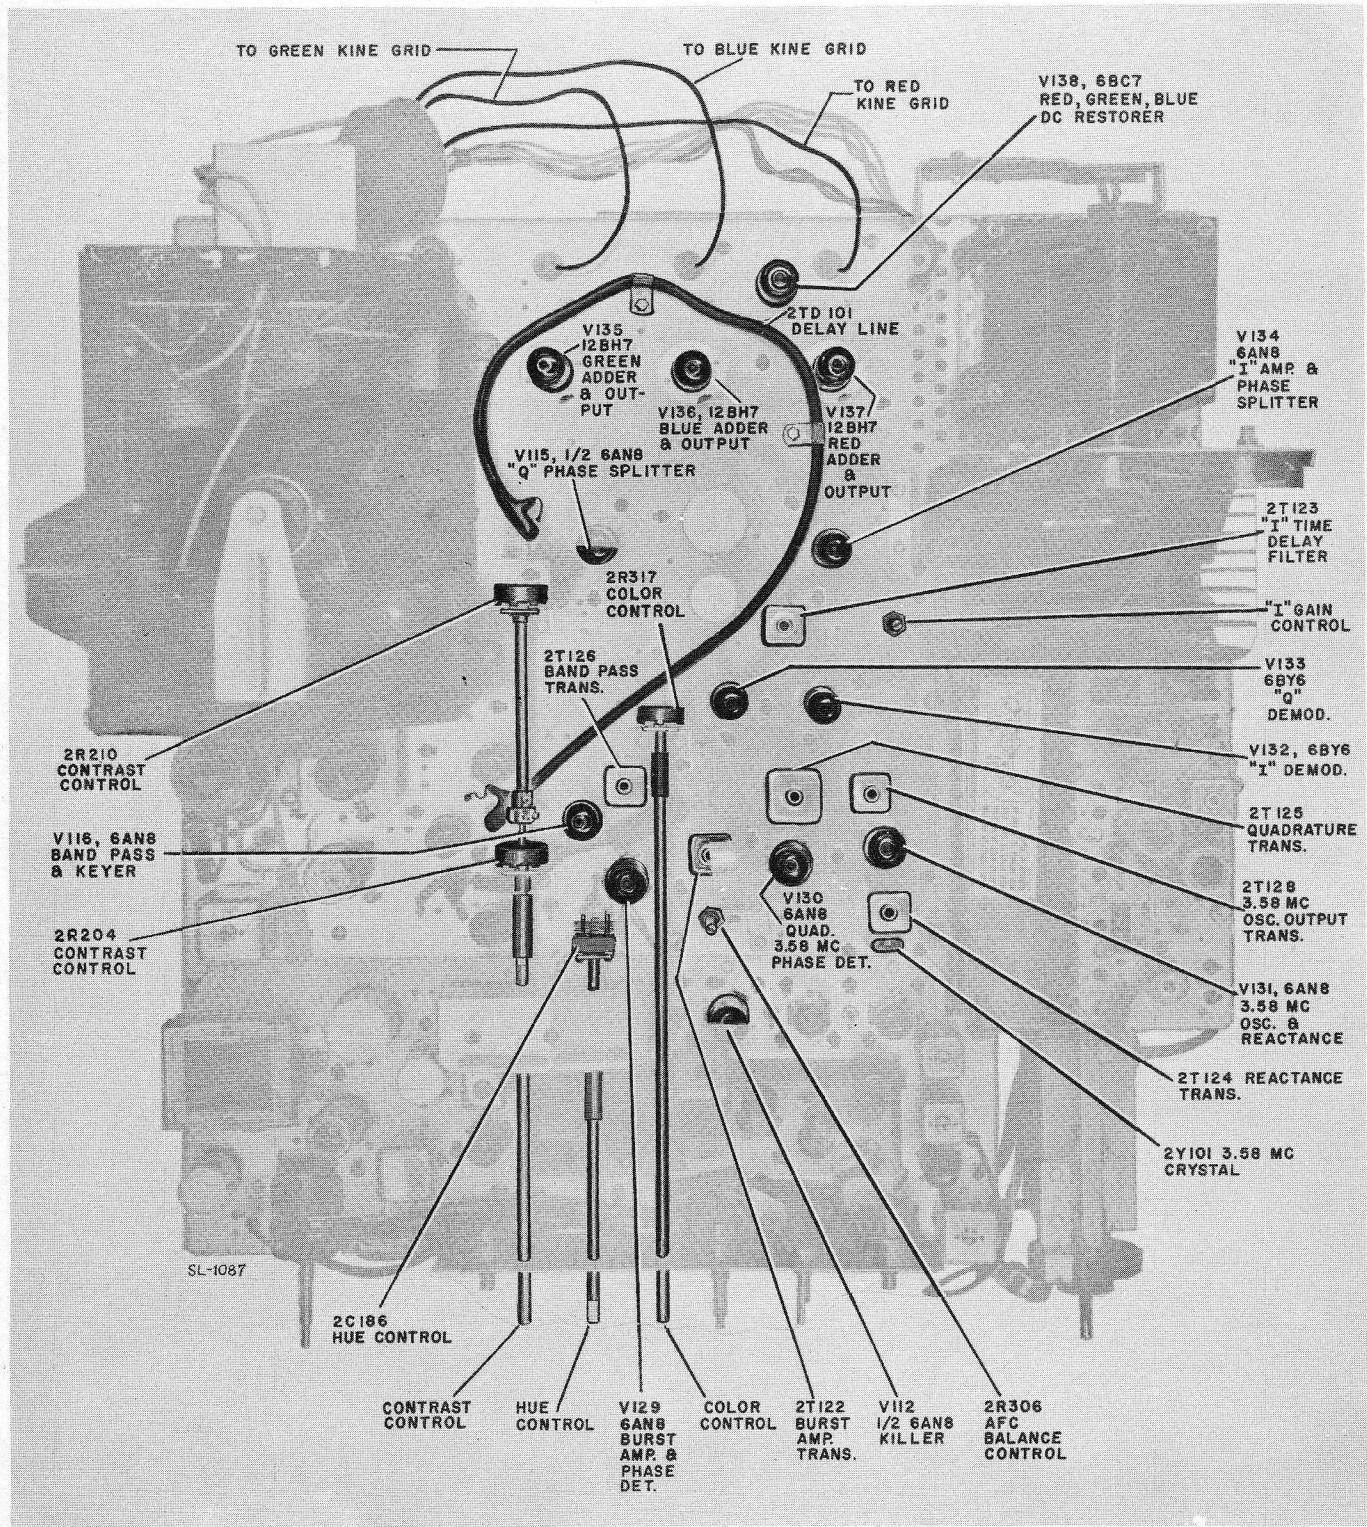 TO GREEN KINE GRID
TO BLUE KINE GRID
TO RED
KINE GRID
V138, 6BC7
RED, GREEN, BLUE
DC RESTORER
2TD 101
DELAY LINE
V135
12BH7
GREEN
ADDER
& OUT-
PUT
V136, 12BH7
BLUE ADDER
& OUTPUT
V137
12BH7
RED
ADDER
&
OUTPUT
V134
6AN8
"I" AMP. &
PHASE
SPLITTER
V115, 1/2 6AN8
"Q" PHASE SPLITTER
2T123
"I" TIME
DELAY
FILTER
2R317
COLOR
CONTROL
"I" GAIN
CONTROL
2T126
BAND PASS
TRANS.
V133
6BY6
"Q"
DEMOD.
2R210
CONTRAST
CONTROL
V132, 6BY6
"I" DEMOD.
2T125
QUADRATURE
TRANS.
V116, 6AN8
BAND PASS
& KEYER
2T128
3.58 MC
OSC. OUTPUT
TRANS.
V130
6AN8
QUAD.
3.58 MC
PHASE DET.
2R204
CONTRAST
CONTROL
V131, 6AN8
3.58 MC
OSC. &
REACTANCE
2T124 REACTANCE
TRANS.
2Y101 3.58 MC
CRYSTAL
SL-1087
2C186
HUE CONTROL
CONTRAST
CONTROL
HUE
CONTROL
V129
6AN8
BURST
AMP. &
PHASE
DET.
COLOR
CONTROL
2T122
BURST
AMP.
TRANS.
V112
1/2 6AN8
KILLER
2R306
AFC
BALANCE
CONTROL